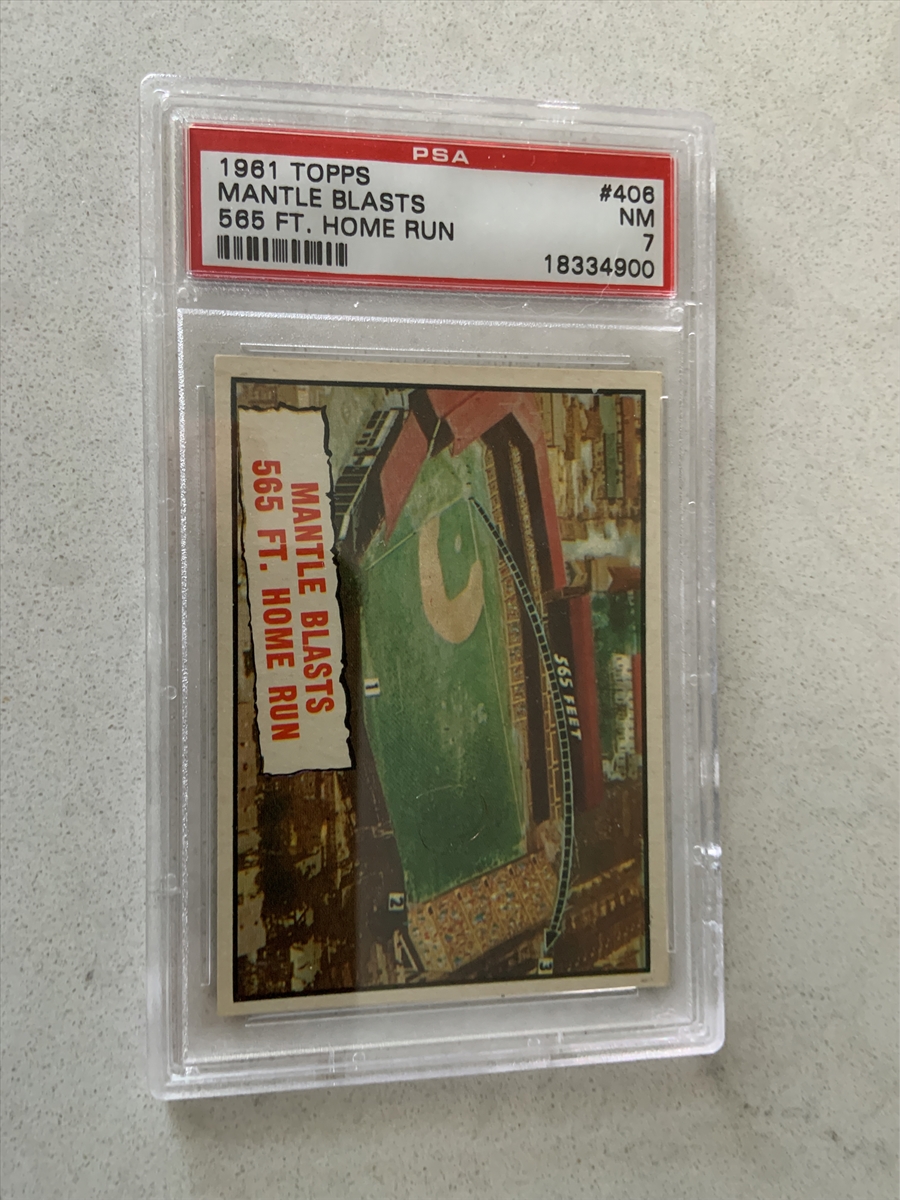 PSA
1961 TOPPS #406
MANTLE BLASTS NM
565 FT. HOME RUN 7
18334900
MANTLE BLASTS
565 FT. HOME RUN
565 FEET
1
2
3